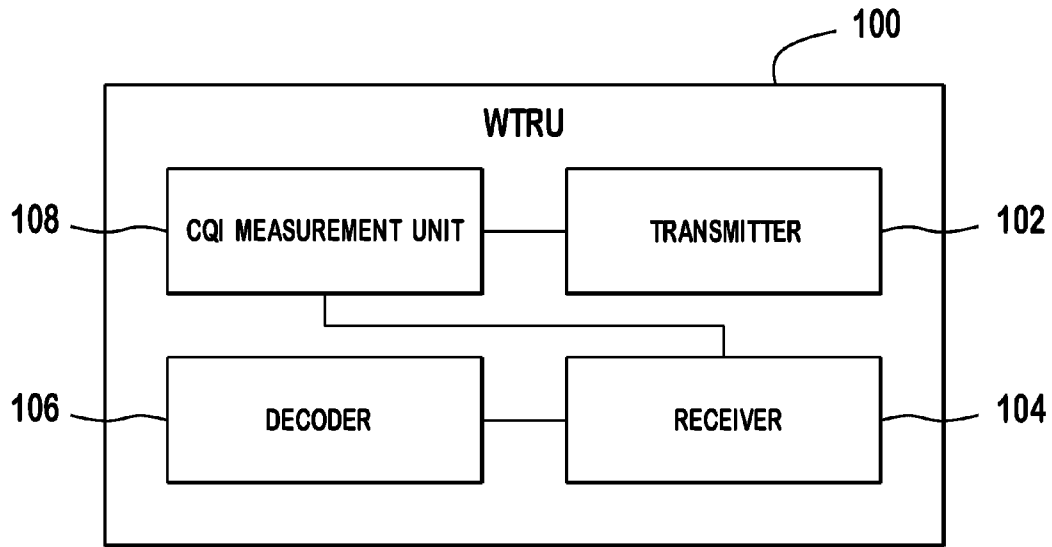 100
WTRU
108
CQI MEASUREMENT UNIT
TRANSMITTER
102
106
DECODER
RECEIVER
104